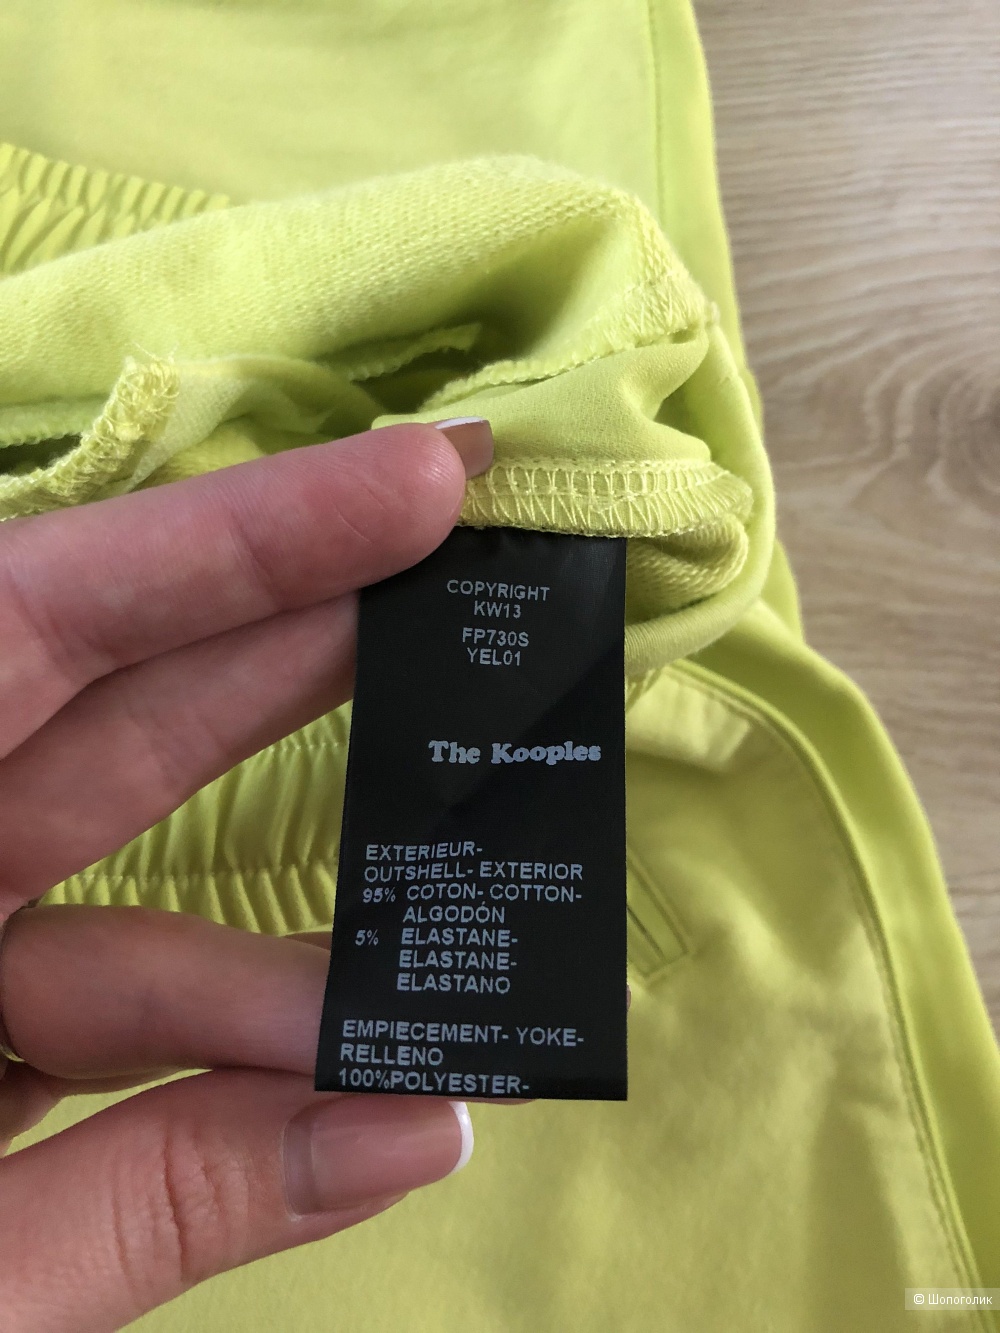 COPYRIGHT
KW13
FP730S
YEL01
The Kooples
EXTERIEUR-
OUTSHELL- EXTERIOR
95% COTON- COTTON-
ALGODÓN
5% ELASTANE-
ELASTANE-
ELASTANO
EMPIECEMENT- YOKE-
RELLENO
100%POLYESTER-
© Шопоголик